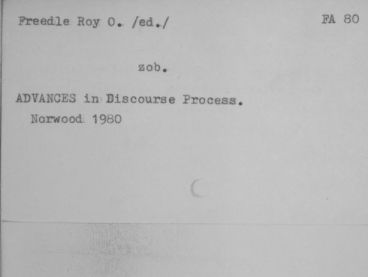 Freedle Roy O. /ed./ FA 80
zob.
ADVANCES in Discourse Process.
Norwood 1980